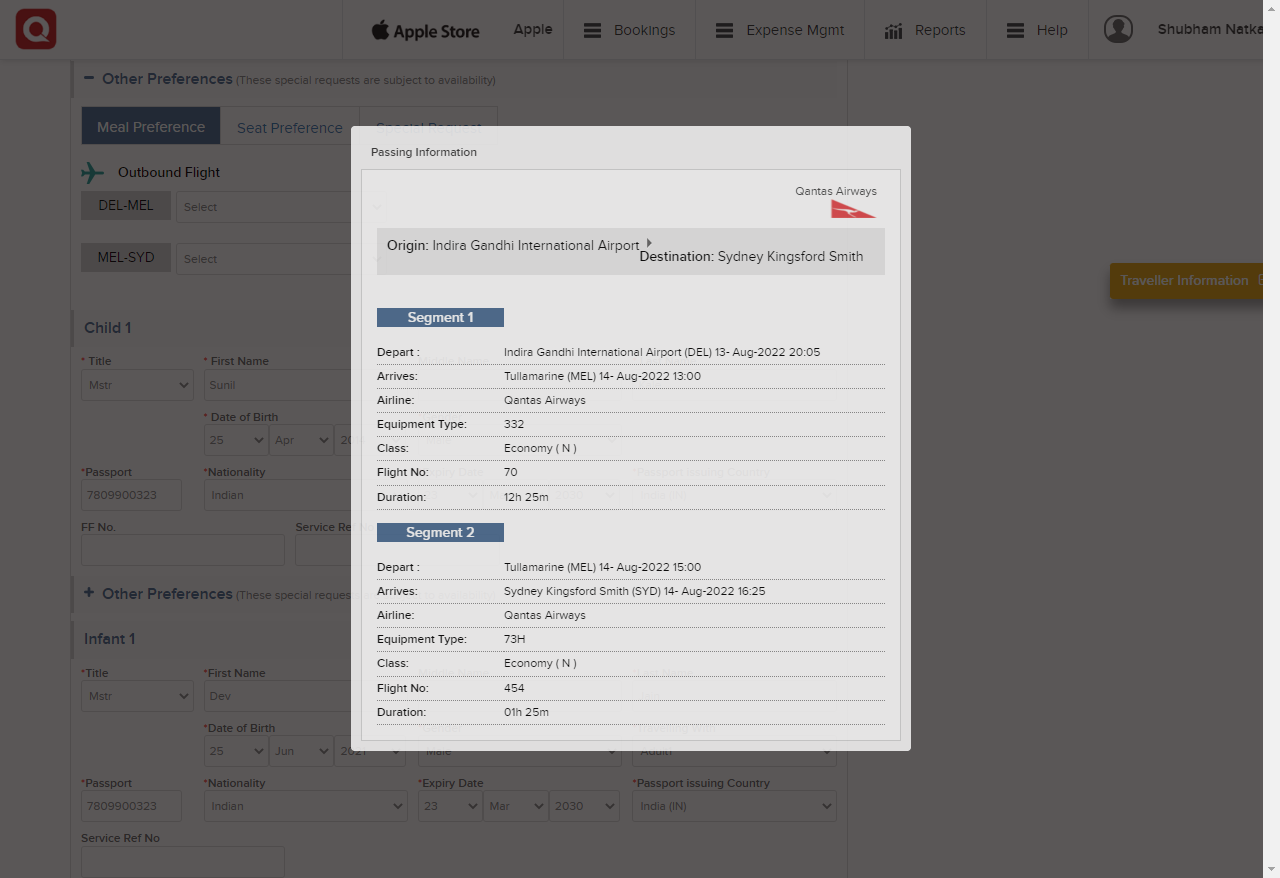 Apple Store
Apple
Bookings
Expense Mgmt
Reports
Help
Shubham Natka
Other Preferences (These special requests are subject to availability)
Meal Preference
Seat Preference
Special Request
Outbound Flight
DEL-MEL
Select
MEL-SYD
Select
Traveller Information
Child 1
* Title
* First Name
Mstr
Sunil
* Date of Birth
25
Apr
*Passport
*Nationality
7809900323
Indian
*Passport issuing Country
FF No.
Service Ref No
+ Other Preferences (These special
Infant 1
*Title
*First Name
Mstr
Dev
*Date of Birth
25
Jun
2021
Male
Adult1
*Passport
*Nationality
*Expiry Date
*Passport issuing Country
7809900323
Indian
23
Mar
2030
India (IN)
Service Ref No
Passing Information
Qantas Airways
Origin: Indira Gandhi International Airport
Destination: Sydney Kingsford Smith
Segment 1
Depart : Indira Gandhi International Airport (DEL) 13- Aug-2022 20:05
Arrives: Tullamarine (MEL) 14- Aug-2022 13:00
Airline: Qantas Airways
Equipment Type: 332
Class: Economy ( N )
Flight No: 70
Duration: 12h 25m
Segment 2
Depart : Tullamarine (MEL) 14- Aug-2022 15:00
Arrives: Sydney Kingsford Smith (SYD) 14- Aug-2022 16:25
Airline: Qantas Airways
Equipment Type: 73H
Class: Economy ( N )
Flight No: 454
Duration: 01h 25m